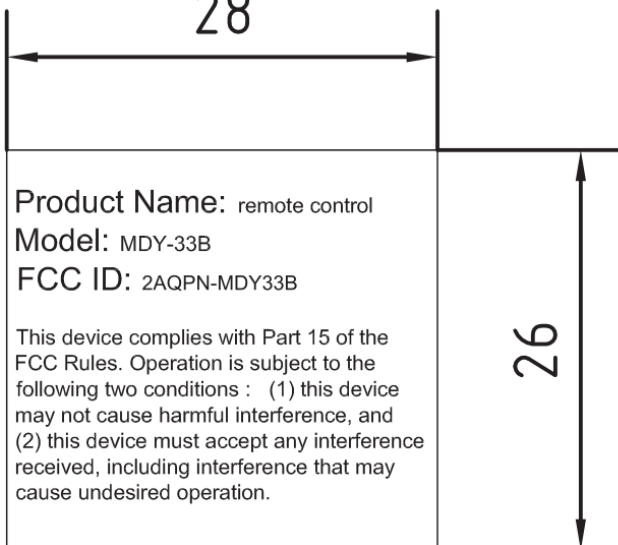 28
Product Name: remote control
Model: MDY-33B
FCC ID: 2AQPN-MDY33B
26
This device complies with Part 15 of the
FCC Rules. Operation is subject to the
following two conditions : (1) this device
may not cause harmful interference, and
(2) this device must accept any interference
received, including interference that may
cause undesired operation.